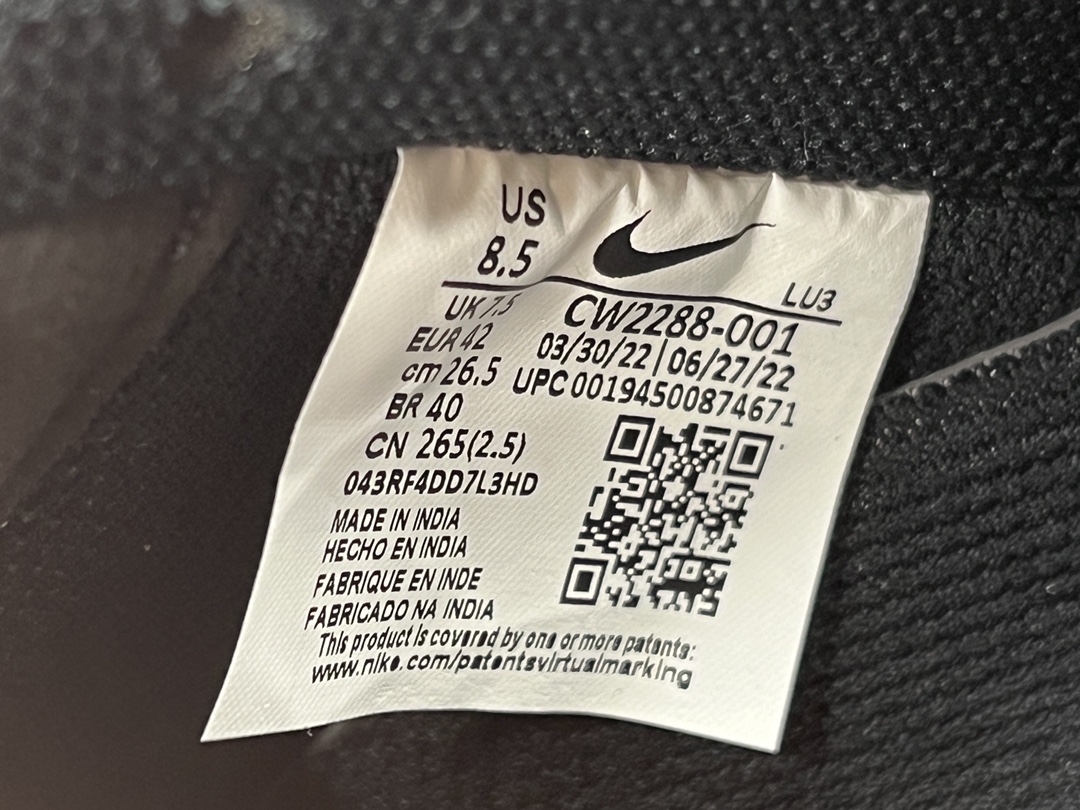 US
8.5
LU3
UK 7.5
EUR 42
cm 26.5
BR 40
CN 265(2.5)
043RF4DD7L3HD
CW2288-001
03/30/22 | 06/27/22
UPC 00194500874671
MADE IN INDIA
HECHO EN INDIA
FABRIQUE EN INDE
FABRICADO NA INDIA
This product is covered by one or more patents:
www.nike.com/patentsvirtualmarking